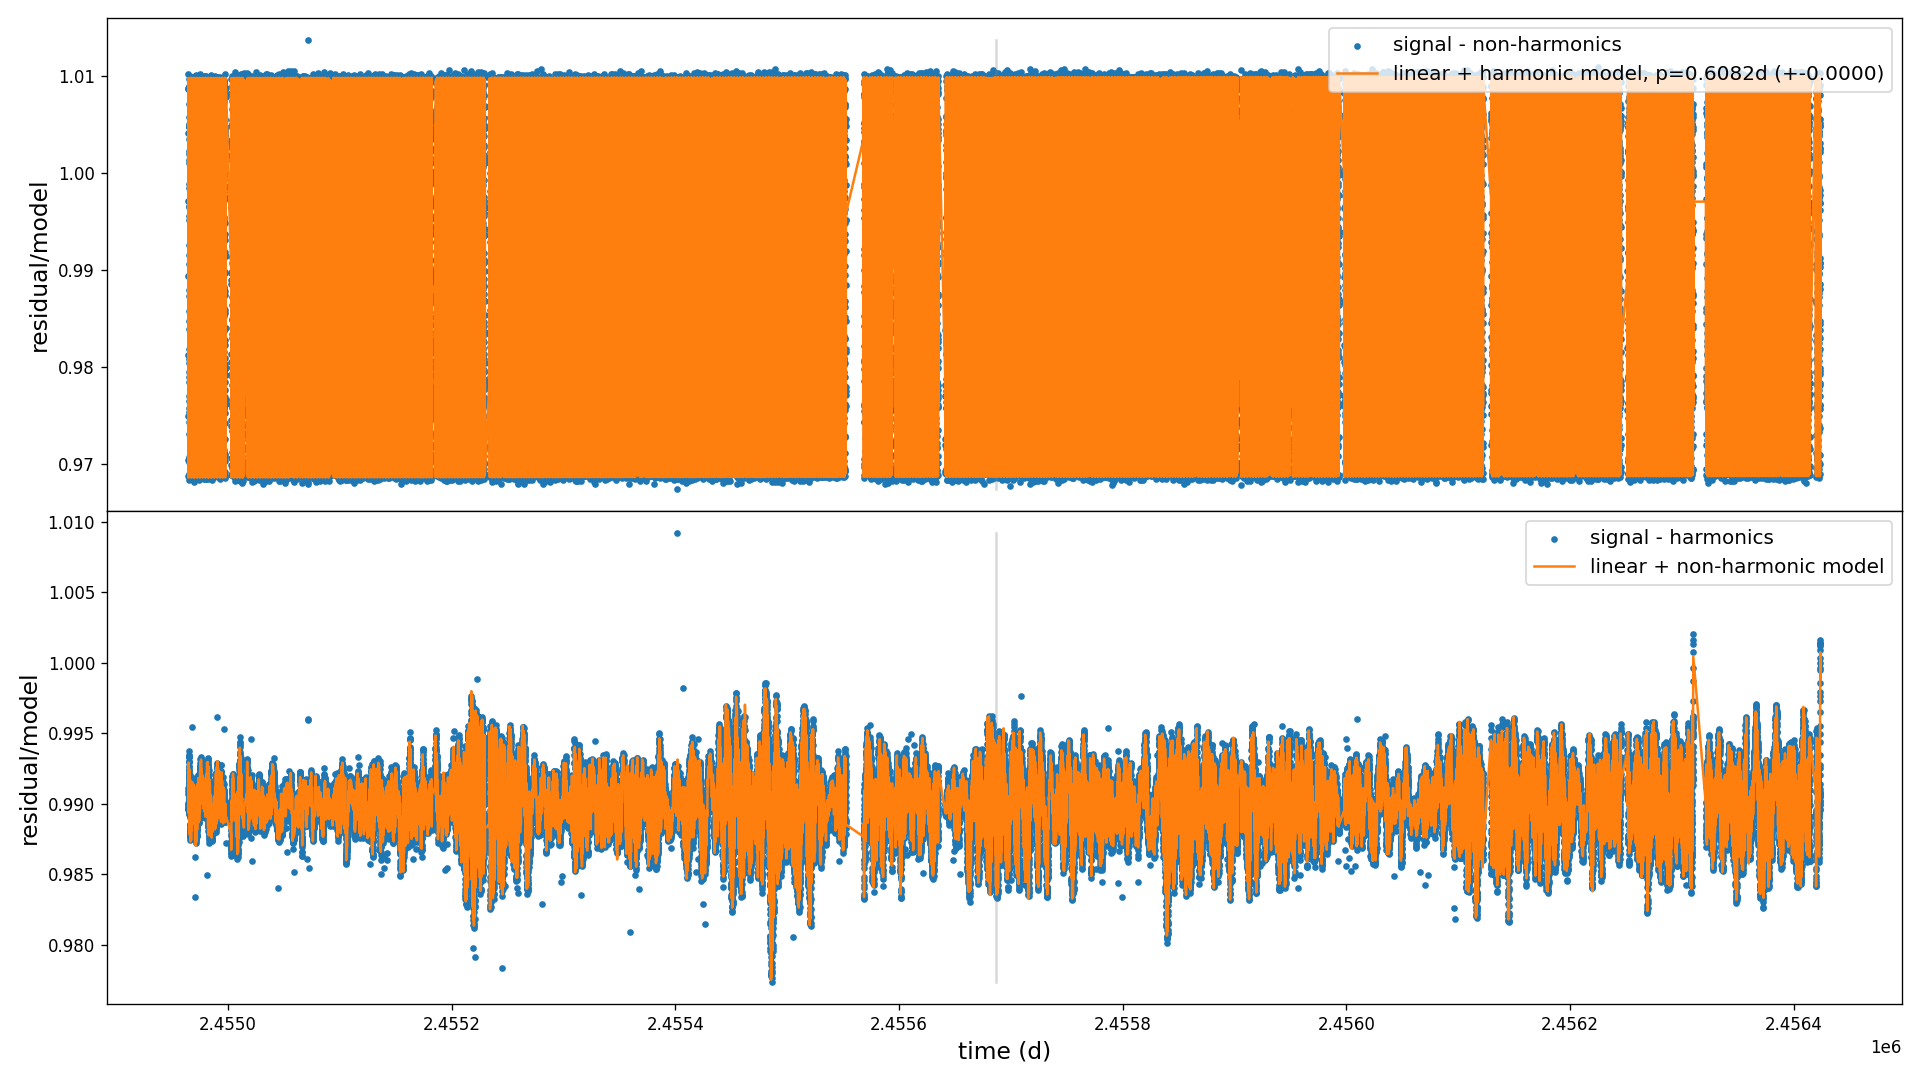 signal - non-harmonics
linear + harmonic model, p=0.6082d (+-0.0000)
residual/model
1.01
1.00
0.99
0.98
0.97
signal - harmonics
linear + non-harmonic model
residual/model
1.010
1.005
1.000
0.995
0.990
0.985
0.980
2.4550 2.4552 2.4554 2.4556 2.4558 2.4560 2.4562 2.4564
1e6
time (d)